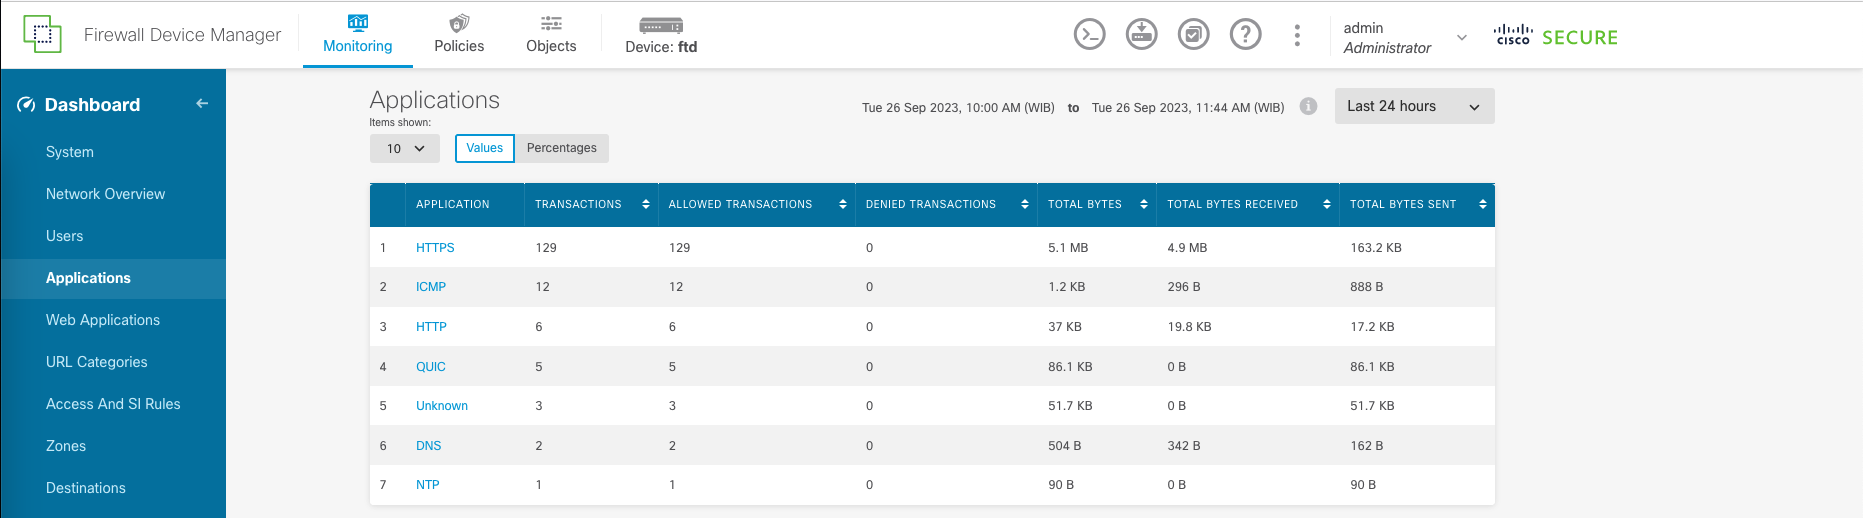 Firewall Device Manager
Monitoring
Policies
Objects
Device: ftd
admin
Administrator
cisco SECURE
Dashboard
System
Network Overview
Users
Applications
Web Applications
URL Categories
Access And SI Rules
Zones
Destinations
Applications
Items shown:
10
Values Percentages
Tue 26 Sep 2023, 10:00 AM (WIB) to Tue 26 Sep 2023, 11:44 AM (WIB)
Last 24 hours
APPLICATION TRANSACTIONS ALLOWED TRANSACTIONS DENIED TRANSACTIONS TOTAL BYTES TOTAL BYTES RECEIVED TOTAL BYTES SENT
1 HTTPS 129 129 0 5.1 MB 4.9 MB 163.2 KB
2 ICMP 12 12 0 1.2 KB 296 B 888 B
3 HTTP 6 6 0 37 KB 19.8 KB 17.2 KB
4 QUIC 5 5 0 86.1 KB 0 B 86.1 KB
5 Unknown 3 3 0 51.7 KB 0 B 51.7 KB
6 DNS 2 2 0 504 B 342 B 162 B
7 NTP 1 1 0 90 B 0 B 90 B